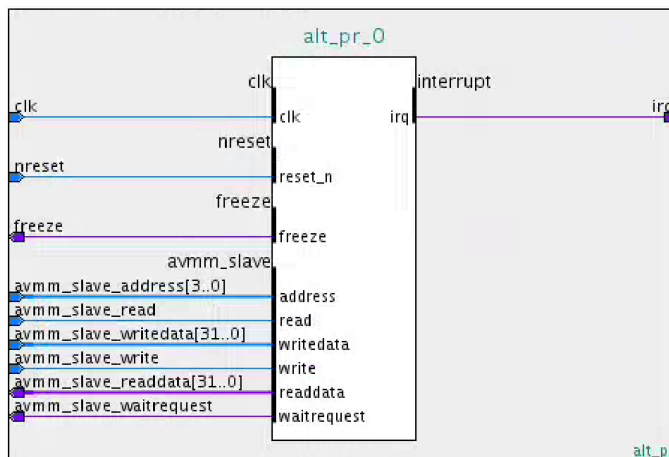 alt_pr_0
clk interrupt
clk clk irq irq
nreset
nreset reset_n
freeze
freeze freeze
avmm_slave
avmm_slave_address[3..0] address
avmm_slave_read read
avmm_slave_writedata[31..0] writedata
avmm_slave_write write
avmm_slave_readdata[31..0] readdata
avmm_slave_waitrequest waitrequest
alt_p